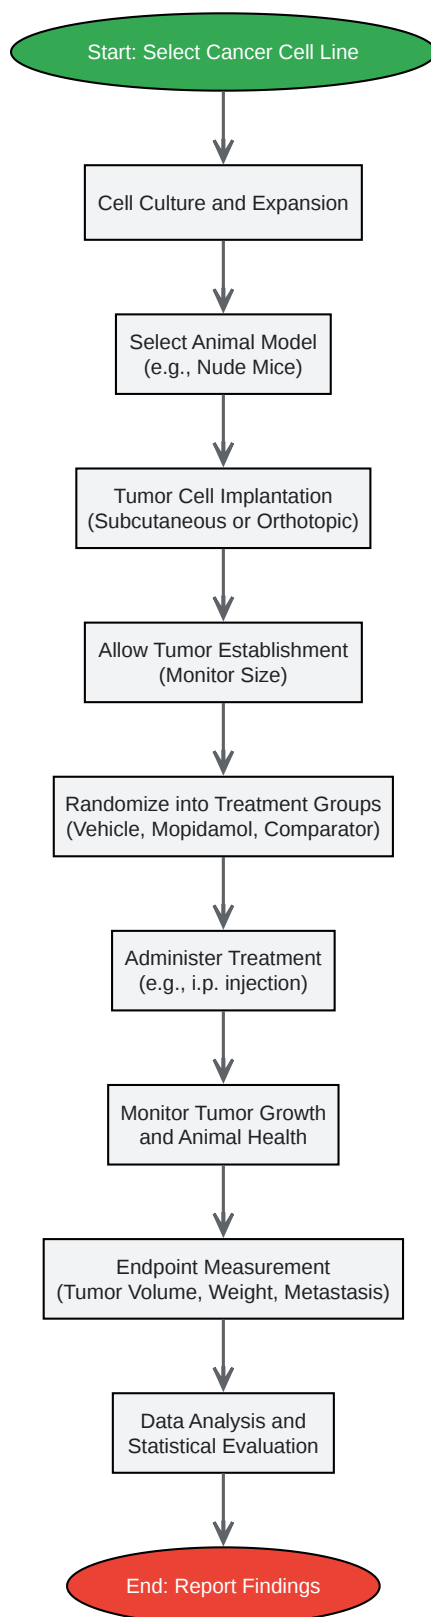 Start: Select Cancer Cell Line
Cell Culture and Expansion
Select Animal Model
(e.g., Nude Mice)
Tumor Cell Implantation
(Subcutaneous or Orthotopic)
Allow Tumor Establishment
(Monitor Size)
Randomize into Treatment Groups
(Vehicle, Mopidamol, Comparator)
Administer Treatment
(e.g., i.p. injection)
Monitor Tumor Growth
and Animal Health
Endpoint Measurement
(Tumor Volume, Weight, Metastasis)
Data Analysis and
Statistical Evaluation
End: Report Findings